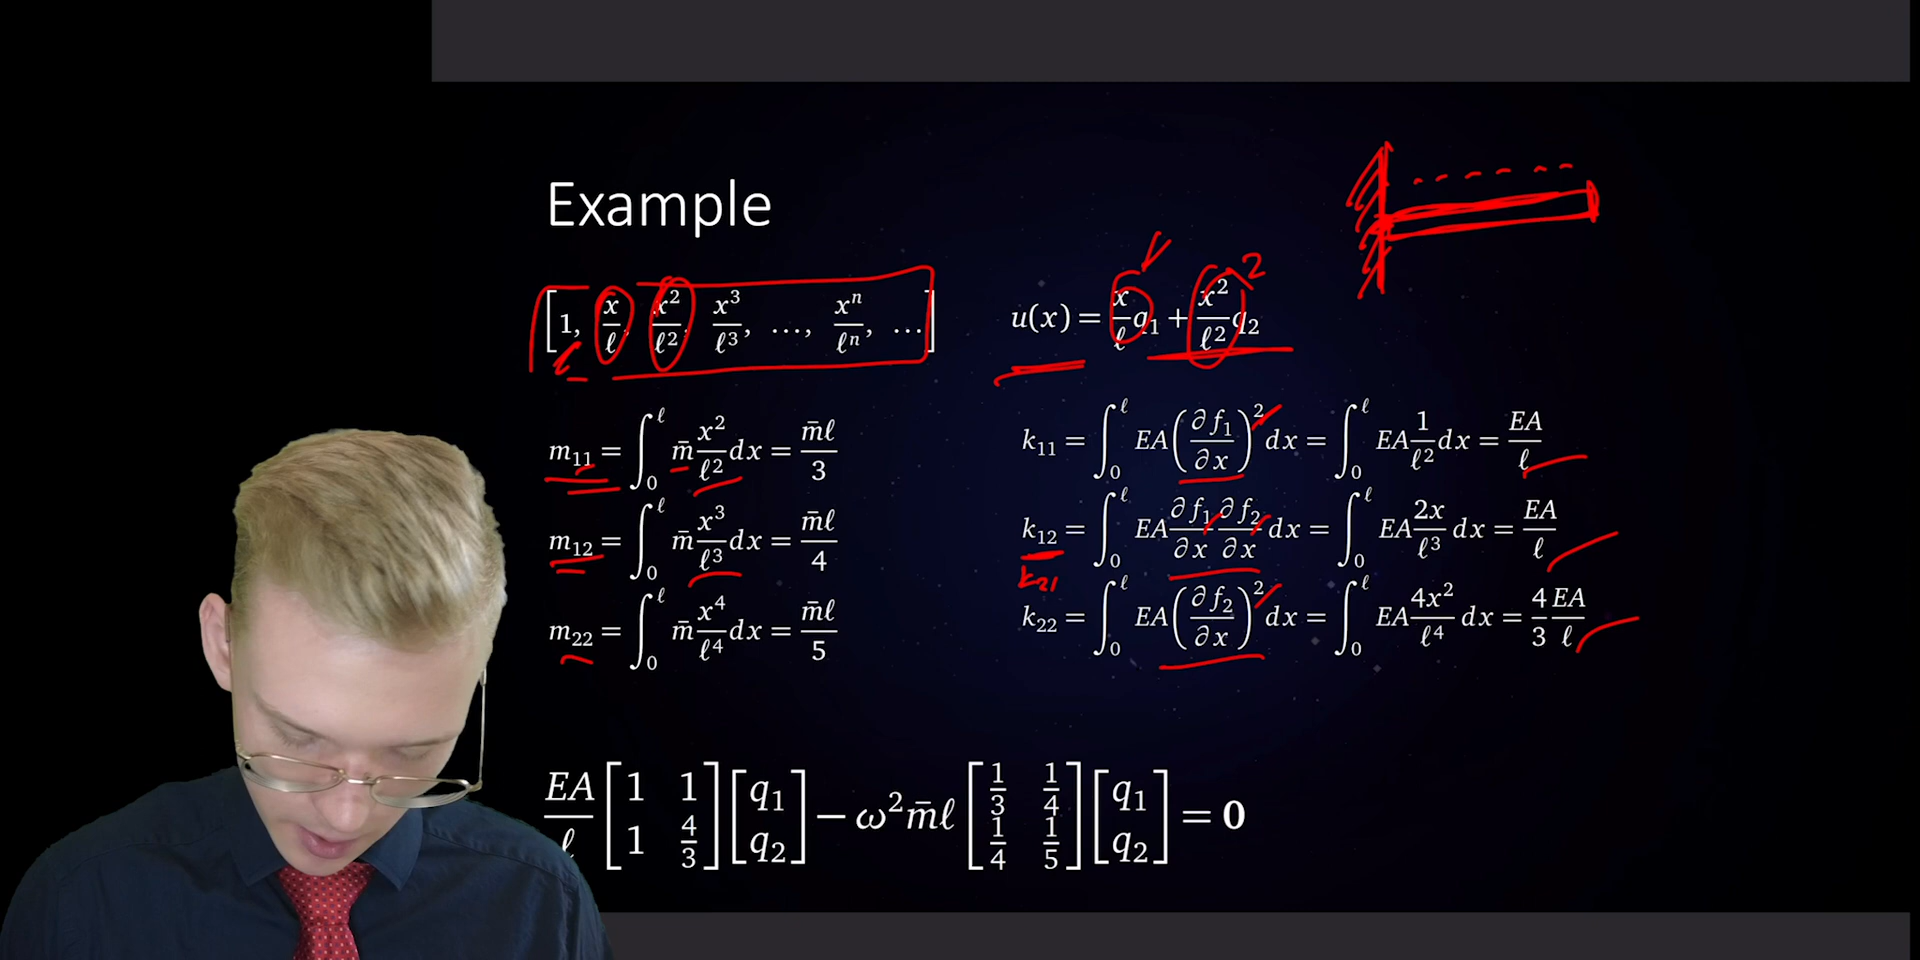 Example
[1, x/ℓ, x²/ℓ², x³/ℓ³, …, xⁿ/ℓⁿ, …]
u(x) = x/ℓ q₁ + x²/ℓ² q₂
1
2
m₁₁ = ∫₀^ℓ m̄ x²/ℓ² dx = m̄ℓ/3
k₁₁ = ∫₀^ℓ EA(∂f₁/∂x)² dx = ∫₀^ℓ EA 1/ℓ² dx = EA/ℓ
m₁₂ = ∫₀^ℓ m̄ x³/ℓ³ dx = m̄ℓ/4
k₁₂ = ∫₀^ℓ EA ∂f₁/∂x ∂f₂/∂x dx = ∫₀^ℓ EA 2x/ℓ³ dx = EA/ℓ
k₂₁
m₂₂ = ∫₀^ℓ m̄ x⁴/ℓ⁴ dx = m̄ℓ/5
k₂₂ = ∫₀^ℓ EA(∂f₂/∂x)² dx = ∫₀^ℓ EA 4x²/ℓ⁴ dx = 4/3 EA/ℓ
EA/ℓ [1 1; 1 4/3] [q₁; q₂] − ω²m̄ℓ [1/3 1/4; 1/4 1/5] [q₁; q₂] = 0